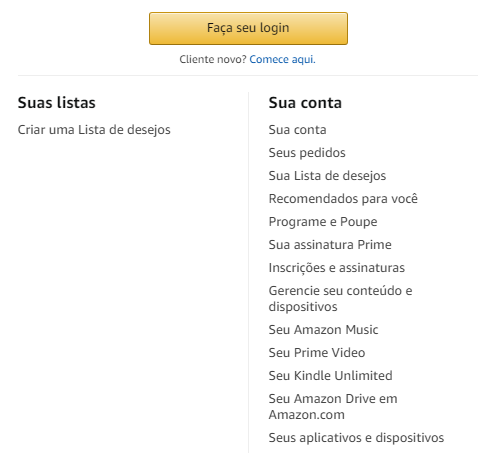 Faça seu login
Cliente novo? Comece aqui.
Suas listas
Criar uma Lista de desejos
Sua conta
Sua conta
Seus pedidos
Sua Lista de desejos
Recomendados para você
Programe e Poupe
Sua assinatura Prime
Inscrições e assinaturas
Gerencie seu conteúdo e
dispositivos
Seu Amazon Music
Seu Prime Video
Seu Kindle Unlimited
Seu Amazon Drive em
Amazon.com
Seus aplicativos e dispositivos